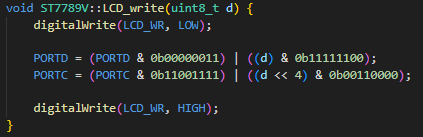 void ST7789V::LCD_write(uint8_t d) {
digitalWrite(LCD_WR, LOW);
PORTD = (PORTD & 0b00000011) | ((d) & 0b11111100);
PORTC = (PORTC & 0b11001111) | ((d << 4) & 0b00110000);
digitalWrite(LCD_WR, HIGH);
}